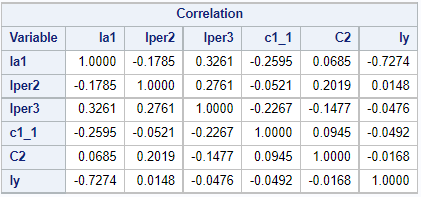 Correlation
Variable la1 lper2 lper3 c1_1 C2 ly
la1 1.0000 -0.1785 0.3261 -0.2595 0.0685 -0.7274
lper2 -0.1785 1.0000 0.2761 -0.0521 0.2019 0.0148
lper3 0.3261 0.2761 1.0000 -0.2267 -0.1477 -0.0476
c1_1 -0.2595 -0.0521 -0.2267 1.0000 0.0945 -0.0492
C2 0.0685 0.2019 -0.1477 0.0945 1.0000 -0.0168
ly -0.7274 0.0148 -0.0476 -0.0492 -0.0168 1.0000